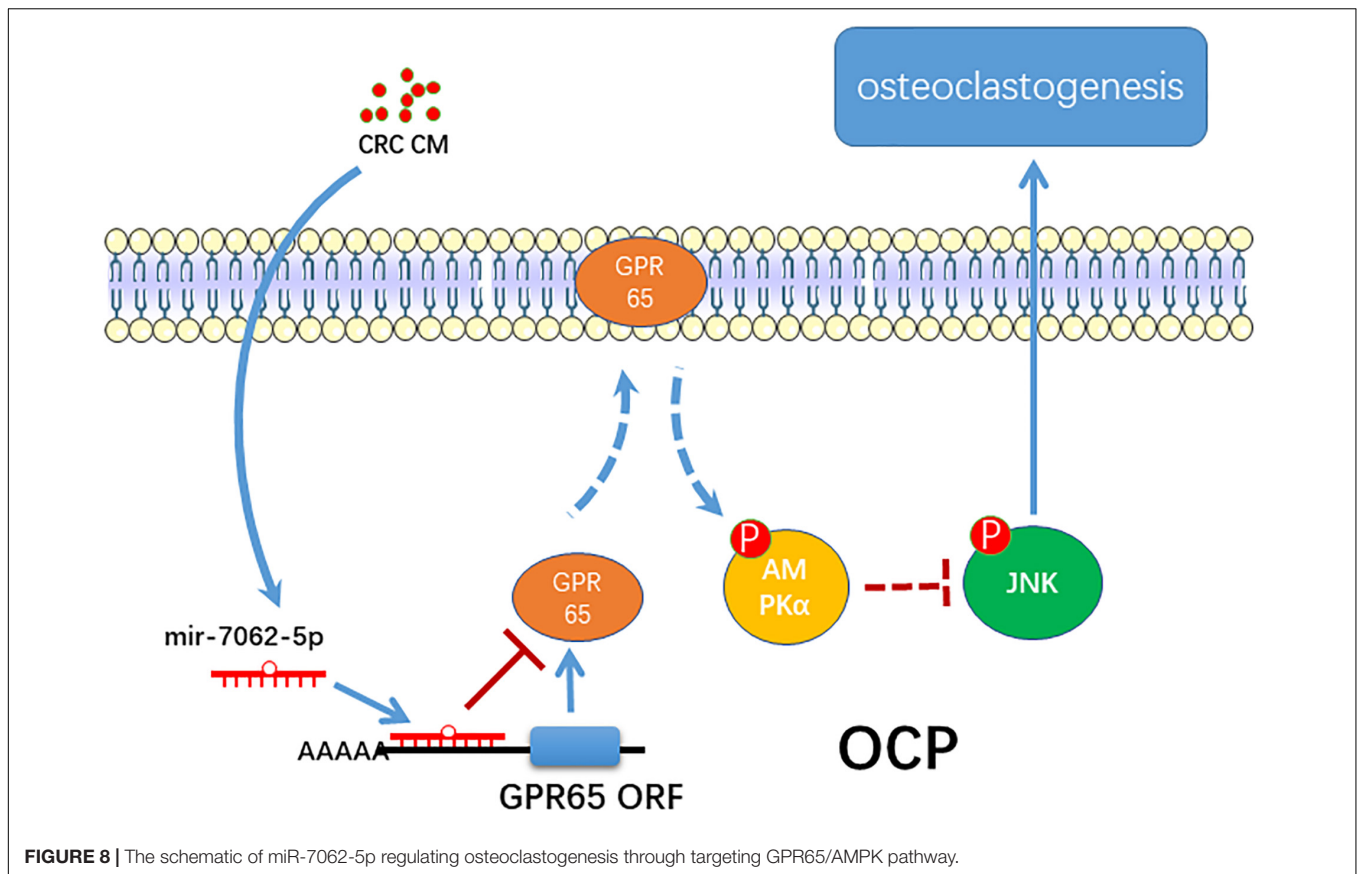 osteoclastogenesis
CRC CM
GPR
65
mir-7062-5p
GPR
65
P
AM
PKα
P
JNK
AAAAA
GPR65 ORF
OCP
FIGURE 8 | The schematic of miR-7062-5p regulating osteoclastogenesis through targeting GPR65/AMPK pathway.